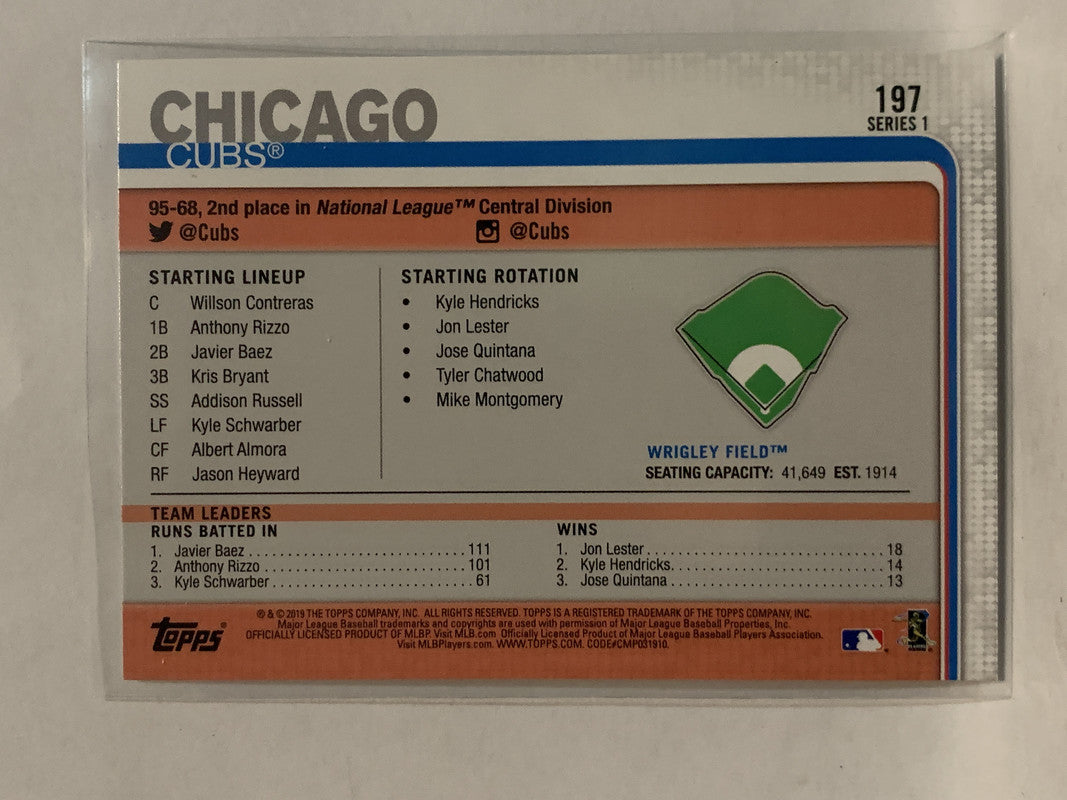 CHICAGO
CUBS®
197
SERIES 1
95-68, 2nd place in National League™ Central Division
@Cubs
@Cubs
STARTING LINEUP
C Willson Contreras
1B Anthony Rizzo
2B Javier Baez
3B Kris Bryant
SS Addison Russell
LF Kyle Schwarber
CF Albert Almora
RF Jason Heyward
STARTING ROTATION
• Kyle Hendricks
• Jon Lester
• Jose Quintana
• Tyler Chatwood
• Mike Montgomery
WRIGLEY FIELD™
SEATING CAPACITY: 41,649 EST. 1914
TEAM LEADERS
RUNS BATTED IN
1. Javier Baez 111
2. Anthony Rizzo 101
3. Kyle Schwarber 61
WINS
1. Jon Lester 18
2. Kyle Hendricks 14
3. Jose Quintana 13
Topps®
® & © 2019 THE TOPPS COMPANY, INC. ALL RIGHTS RESERVED. TOPPS IS A REGISTERED TRADEMARK OF THE TOPPS COMPANY, INC.
Major League Baseball trademarks and copyrights are used with permission of Major League Baseball Properties, Inc.
OFFICIALLY LICENSED PRODUCT OF MLBP. Visit MLB.com Officially Licensed Product of Major League Baseball Players Association.
Visit MLBPlayers.com. WWW.TOPPS.COM. CODE#CMP031910.